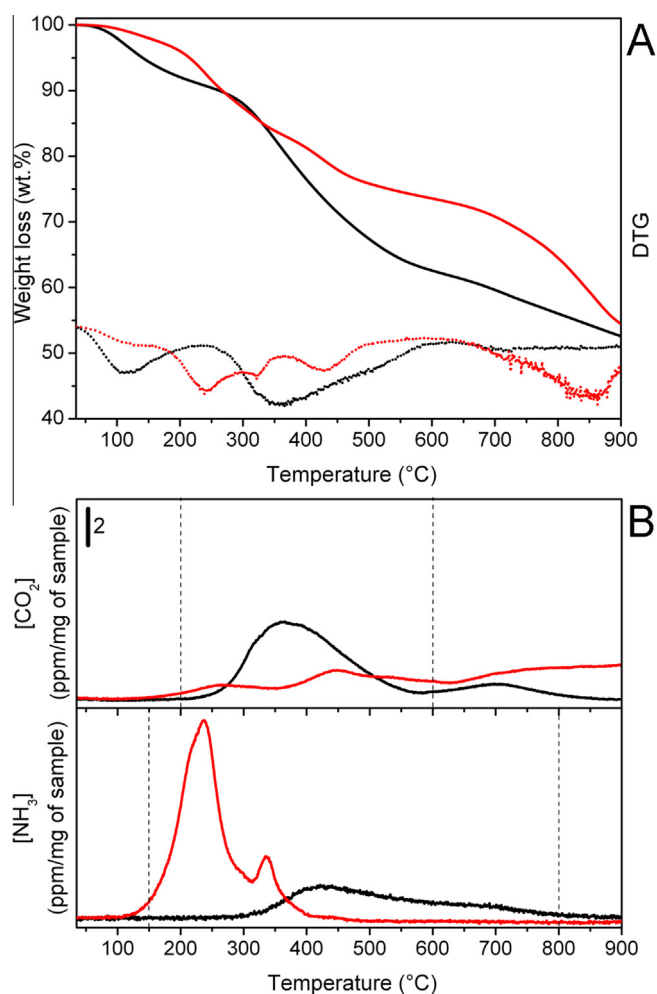 A
100
90
80
70
60
50
40
Weight loss (wt.%)
DTG
100 200 300 400 500 600 700 800 900
Temperature (°C)
B
2
[CO2]
(ppm/mg of sample)
[NH3]
(ppm/mg of sample)
100 200 300 400 500 600 700 800 900
Temperature (°C)